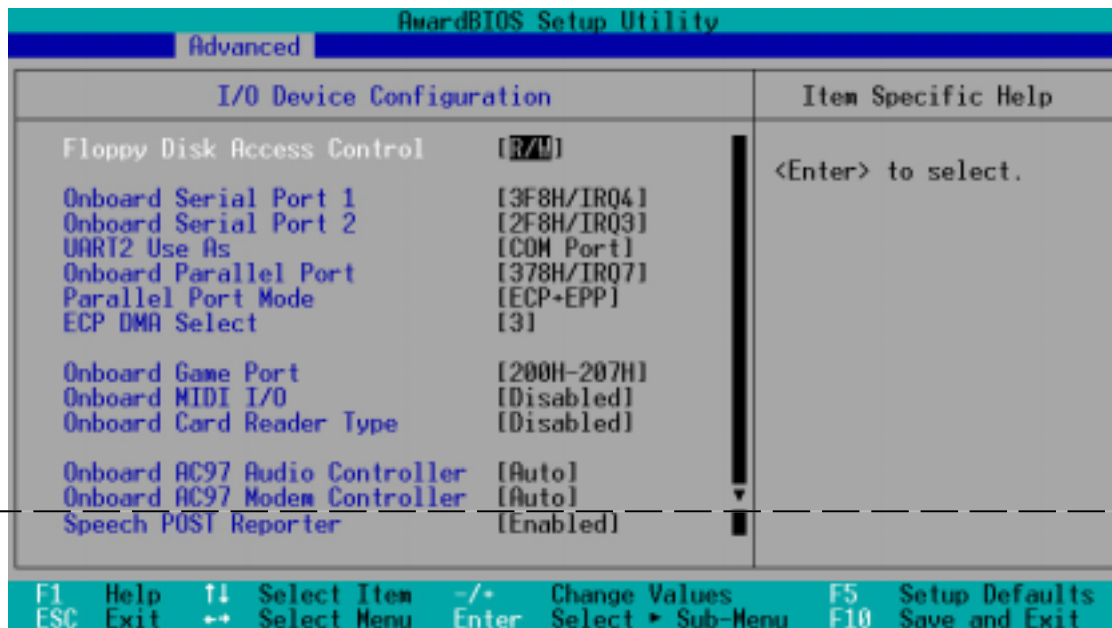 AwardBIOS Setup Utility
Advanced
I/O Device Configuration
Item Specific Help
Floppy Disk Access Control [R/W]
<Enter> to select.
Onboard Serial Port 1 [3F8H/IRQ4]
Onboard Serial Port 2 [2F8H/IRQ3]
UART2 Use As [COM Port]
Onboard Parallel Port [378H/IRQ7]
Parallel Port Mode [ECP+EPP]
ECP DMA Select [3]
Onboard Game Port [200H-207H]
Onboard MIDI I/O [Disabled]
Onboard Card Reader Type [Disabled]
Onboard AC97 Audio Controller [Auto]
Onboard AC97 Modem Controller [Auto]
Speech POST Reporter [Enabled]
F1 Help ↑↓ Select Item -/+ Change Values F5 Setup Defaults
ESC Exit ←→ Select Menu Enter Select ► Sub-Menu F10 Save and Exit